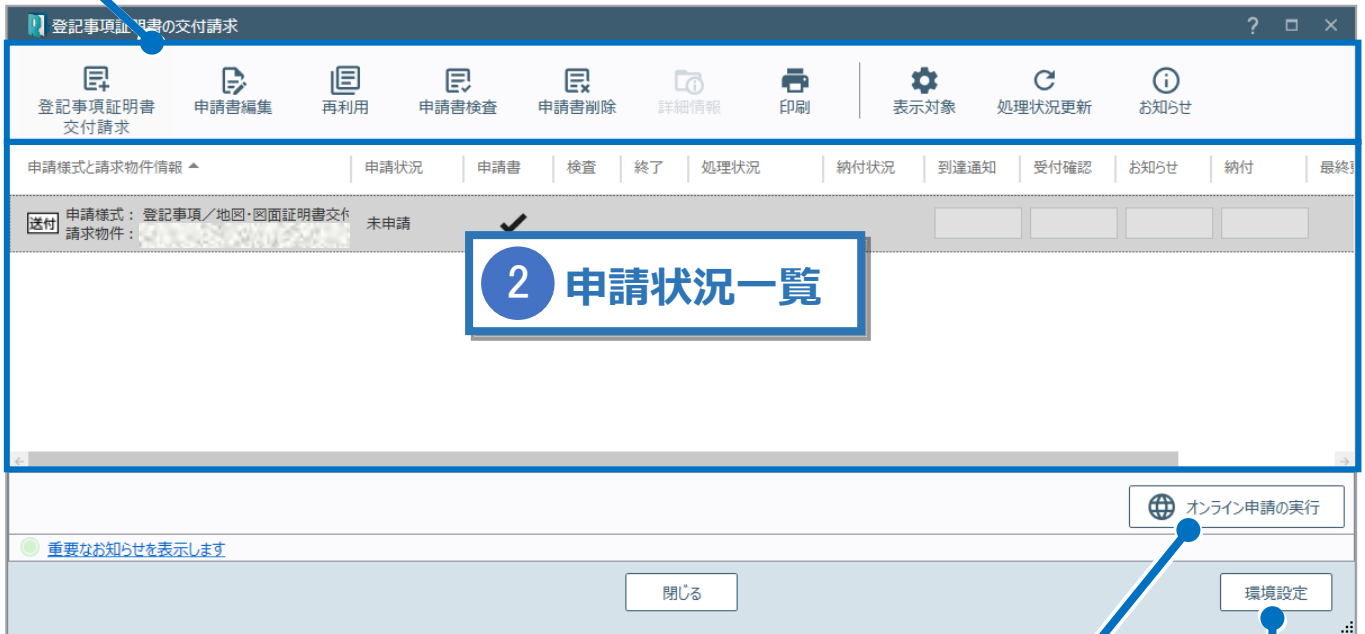 登記事項証明書の交付請求
登記事項証明書
交付請求
申請書編集
再利用
申請書検査
申請書削除
詳細情報
印刷
表示対象
処理状況更新
お知らせ
申請様式と請求物件情報
申請状況
申請書
検査
終了
処理状況
納付状況
到達通知
受付確認
お知らせ
納付
最終
送付
申請様式： 登記事項／地図・図面証明書交付
請求物件：
未申請
2 申請状況一覧
オンライン申請の実行
重要なお知らせを表示します
閉じる
環境設定